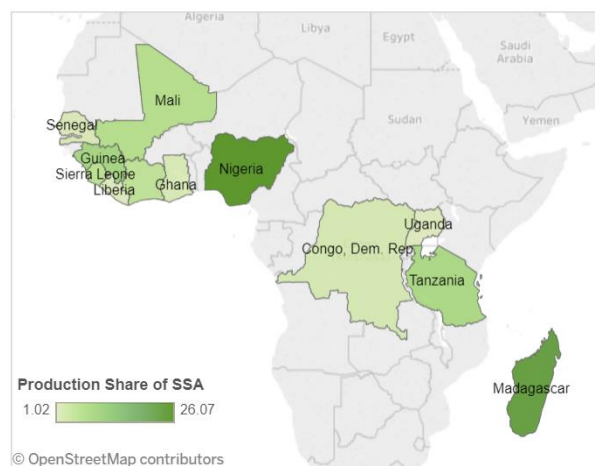 Algeria
Libya
Egypt
Saudi
Arabia
Mali
Senegal
Sudan
Yemen
Guinea
Sierra Leone
Liberia
Ghana
Nigeria
Uganda
Congo, Dem. Rep
Tanzania
Madagascar
Production Share of SSA
1.02 26.07
© OpenStreetMap contributors